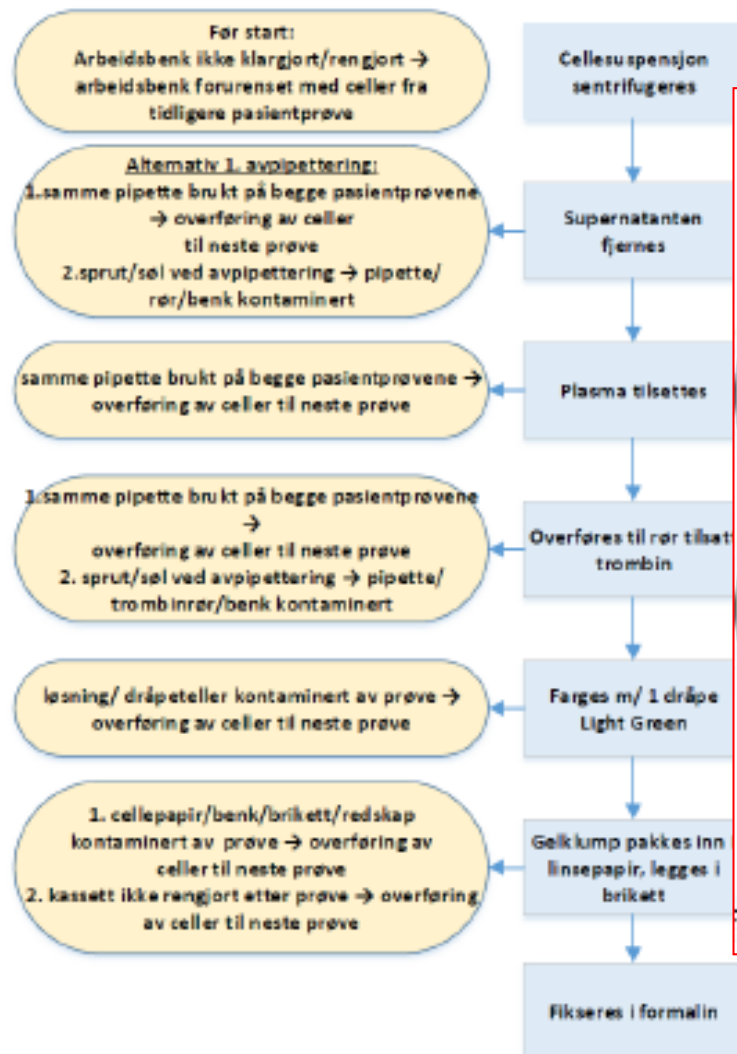 Før start:
Arbeidsbenk ikke klargjort/rengjort →
arbeidsbenk forurenset med celler fra
tidligere pasientprøve
Cellesuspensjon
sentrifugeres
Alternativ 1. avpipettering:
1.samme pipette brukt på begge pasientprøvene
→ overføring av celler
til neste prøve
2.sprut/søl ved avpipettering → pipette/
rør/benk kontaminert
Supernatanten
fjernes
samme pipette brukt på begge pasientprøvene →
overføring av celler til neste prøve
Plasma tilsettes
1.samme pipette brukt på begge pasientprøvene
→
overføring av celler til neste prøve
2. sprut/søl ved avpipettering → pipette/
trombinrør/benk kontaminert
Overføres til rør tilsatt
trombin
løsning/ dråpeteller kontaminert av prøve →
overføring av celler til neste prøve
Farges m/ 1 dråpe
Light Green
1. cellepapir/benk/brikett/redskap
kontaminert av prøve → overføring av
celler til neste prøve
2. kassett ikke rengjort etter prøve → overføring
av celler til neste prøve
Gelklump pakkes inn i
linsepapir, legges i
brikett
Fikseres i formalin